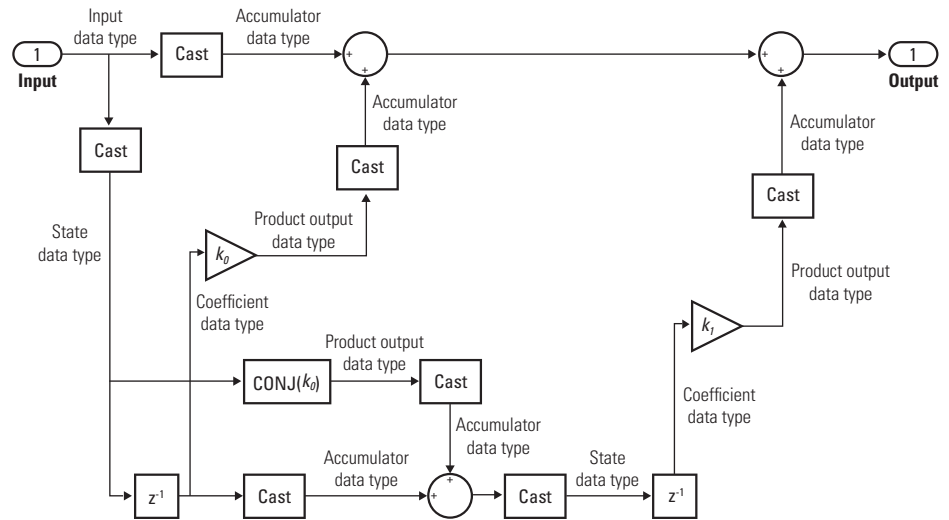 Input
data type
Accumulator
data type
1
Input
Cast
+
+
+
+
1
Output
Cast
Accumulator
data type
Accumulator
data type
Cast
Cast
State
data type
Product output
data type
k₀
Product output
data type
Coefficient
data type
k₁
Product output
data type
CONJ(k₀)
Cast
Coefficient
data type
Accumulator
data type
Accumulator
data type
State
data type
z⁻¹
Cast
+
+
Cast
z⁻¹